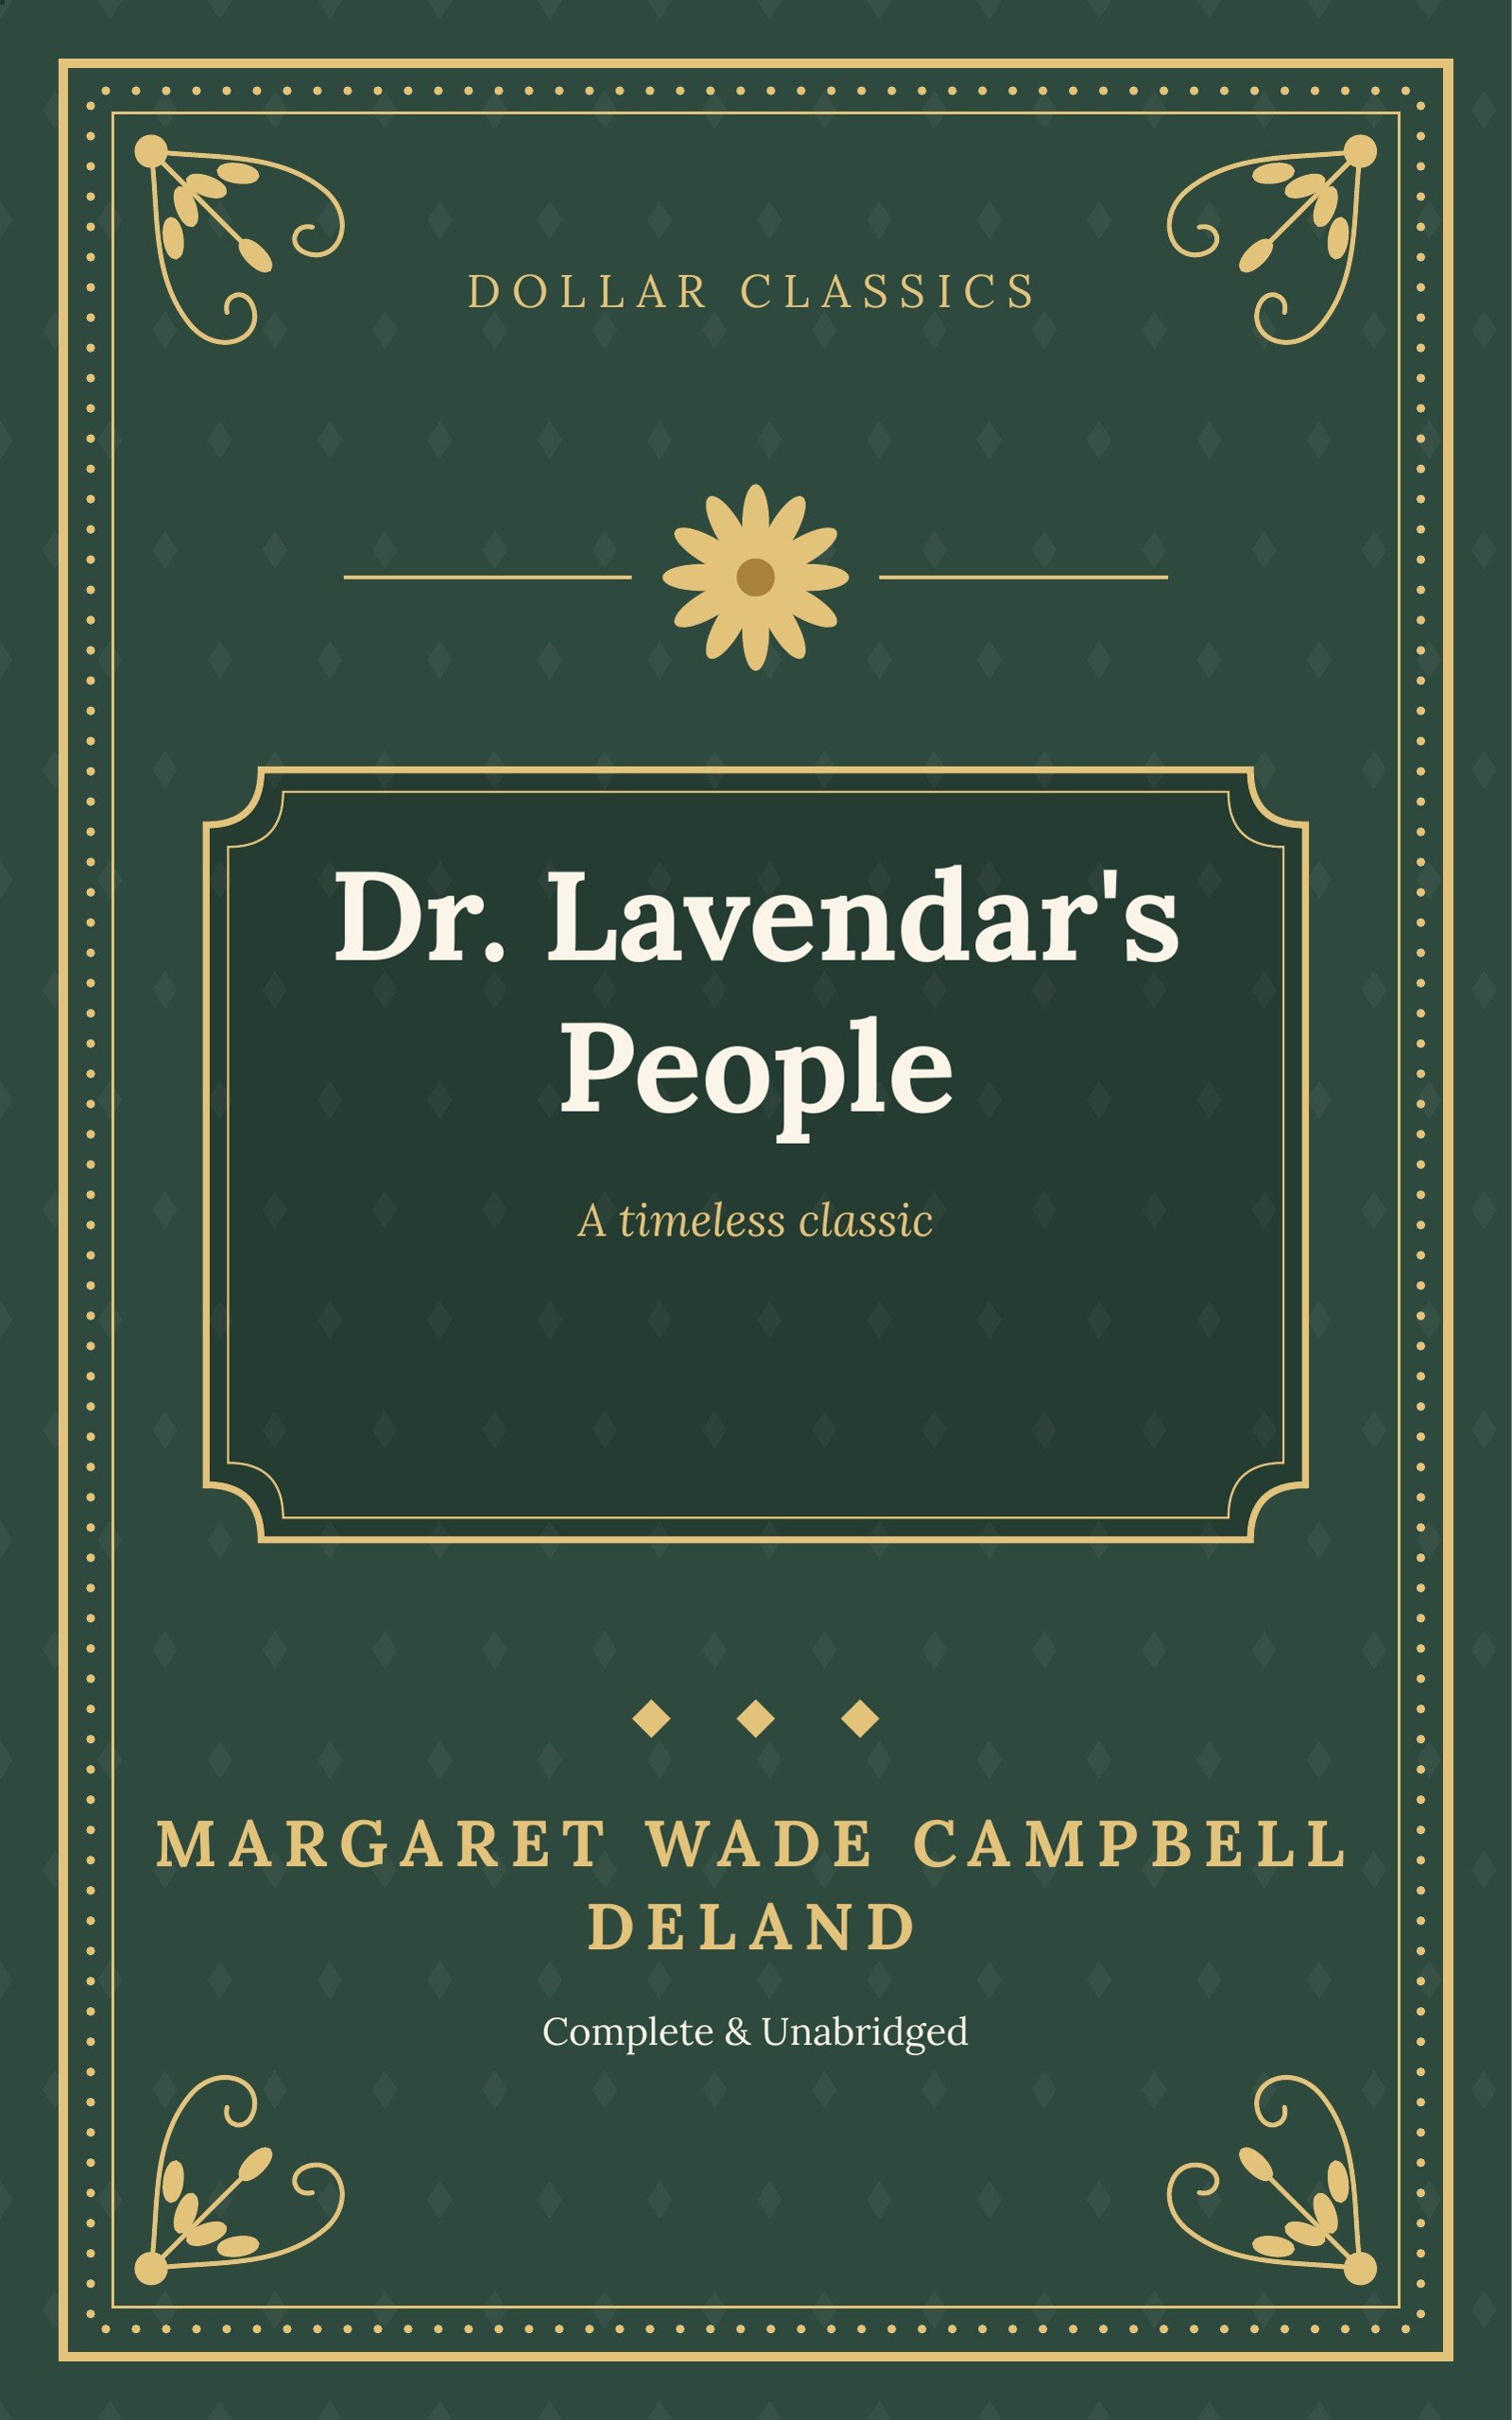 DOLLAR CLASSICS
Dr. Lavendar's
People
A timeless classic
MARGARET WADE CAMPBELL
DELAND
Complete & Unabridged